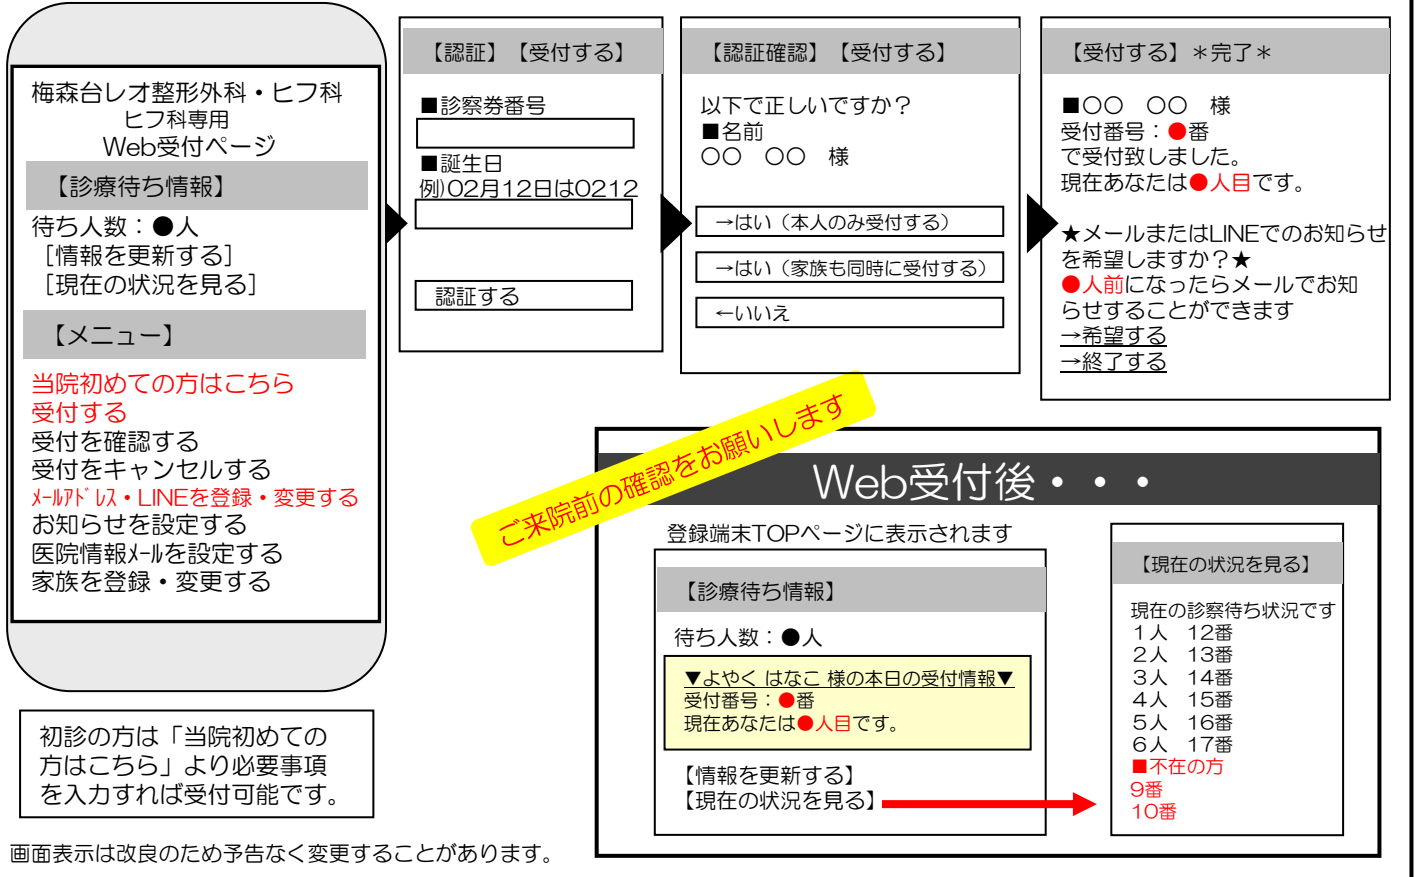 梅森台レオ整形外科・ヒフ科
ヒフ科専用
Web受付ページ
【診療待ち情報】
待ち人数：●人
［情報を更新する］
［現在の状況を見る］
【メニュー】
当院初めての方はこちら
受付する
受付を確認する
受付をキャンセルする
ﾒｰﾙｱﾄﾞﾚｽ・LINEを登録・変更する
お知らせを設定する
医院情報ﾒｰﾙを設定する
家族を登録・変更する
初診の方は「当院初めての
方はこちら」より必要事項
を入力すれば受付可能です。
画面表示は改良のため予告なく変更することがあります。
【認証】【受付する】
■診察券番号
■誕生日
例)02月12日は0212
認証する
【認証確認】【受付する】
以下で正しいですか？
■名前
〇〇　〇〇　様
→はい（本人のみ受付する）
→はい（家族も同時に受付する）
←いいえ
【受付する】＊完了＊
■〇〇　〇〇　様
受付番号：●番
で受付致しました。
現在あなたは●人目です。
★メールまたはLINEでのお知らせ
を希望しますか？★
●人前になったらメールでお知
らせすることができます
→希望する
→終了する
ご来院前の確認をお願いします
Web受付後・・・
登録端末TOPページに表示されます
【診療待ち情報】
待ち人数：●人
▼よやく はなこ 様の本日の受付情報▼
受付番号：●番
現在あなたは●人目です。
【情報を更新する】
【現在の状況を見る】
【現在の状況を見る】
現在の診察待ち状況です
1人　12番
2人　13番
3人　14番
4人　15番
5人　16番
6人　17番
■不在の方
9番
10番